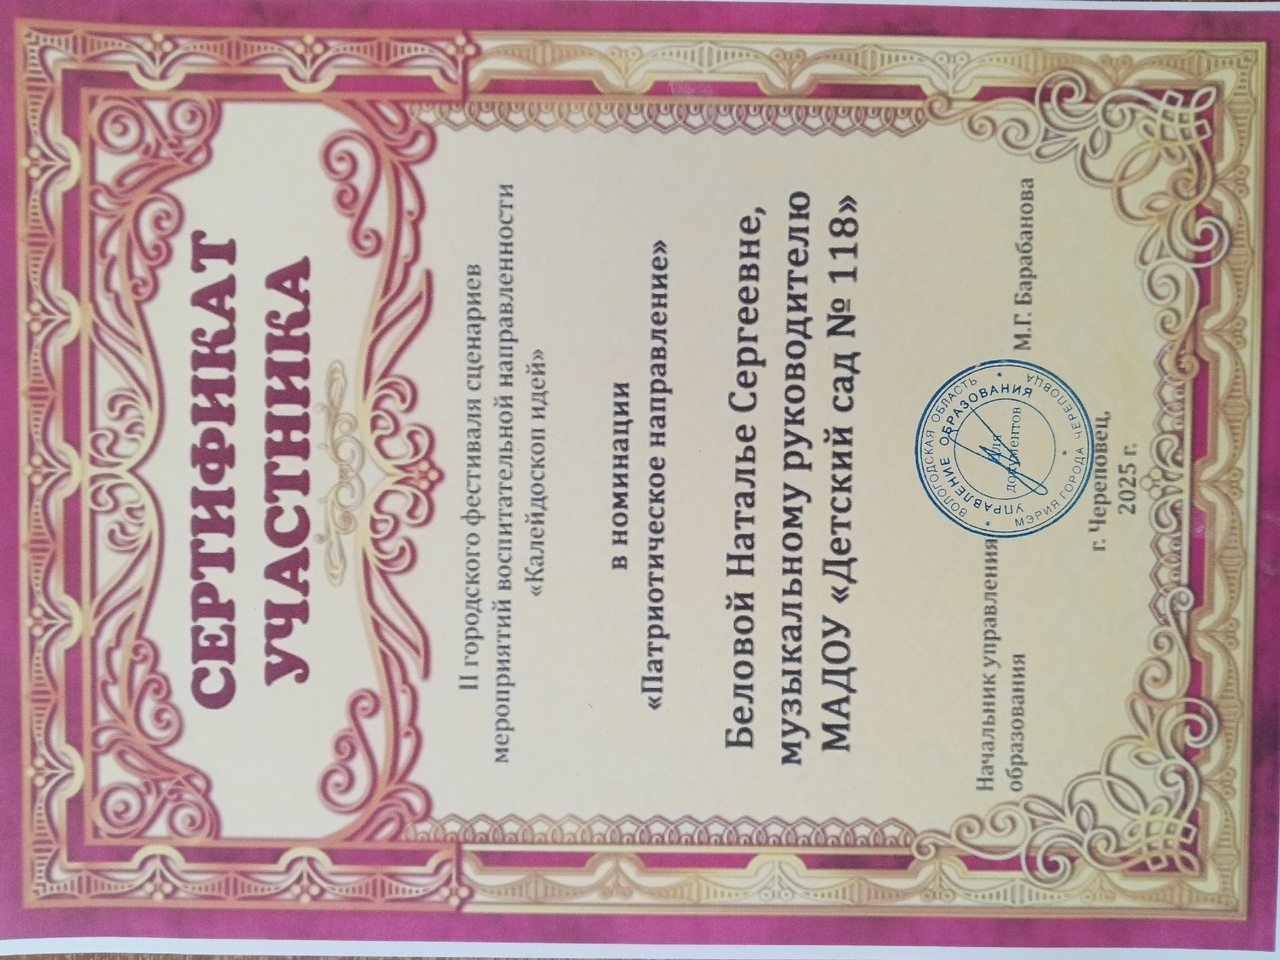 СЕРТИФИКАТ
УЧАСТНИКА
II городского фестиваля сценариев
мероприятий воспитательной направленности
«Калейдоскоп идей»
в номинации
«Патриотическое направление»
Беловой Наталье Сергеевне,
музыкальному руководителю
МАДОУ «Детский сад № 118»
Начальник управления
образования
М.Г. Барабанова
ВОЛОГОДСКАЯ ОБЛАСТЬ
МЭРИЯ ГОРОДА ЧЕРЕПОВЦА
УПРАВЛЕНИЕ ОБРАЗОВАНИЯ
Для
документов
г. Череповец,
2025 г.